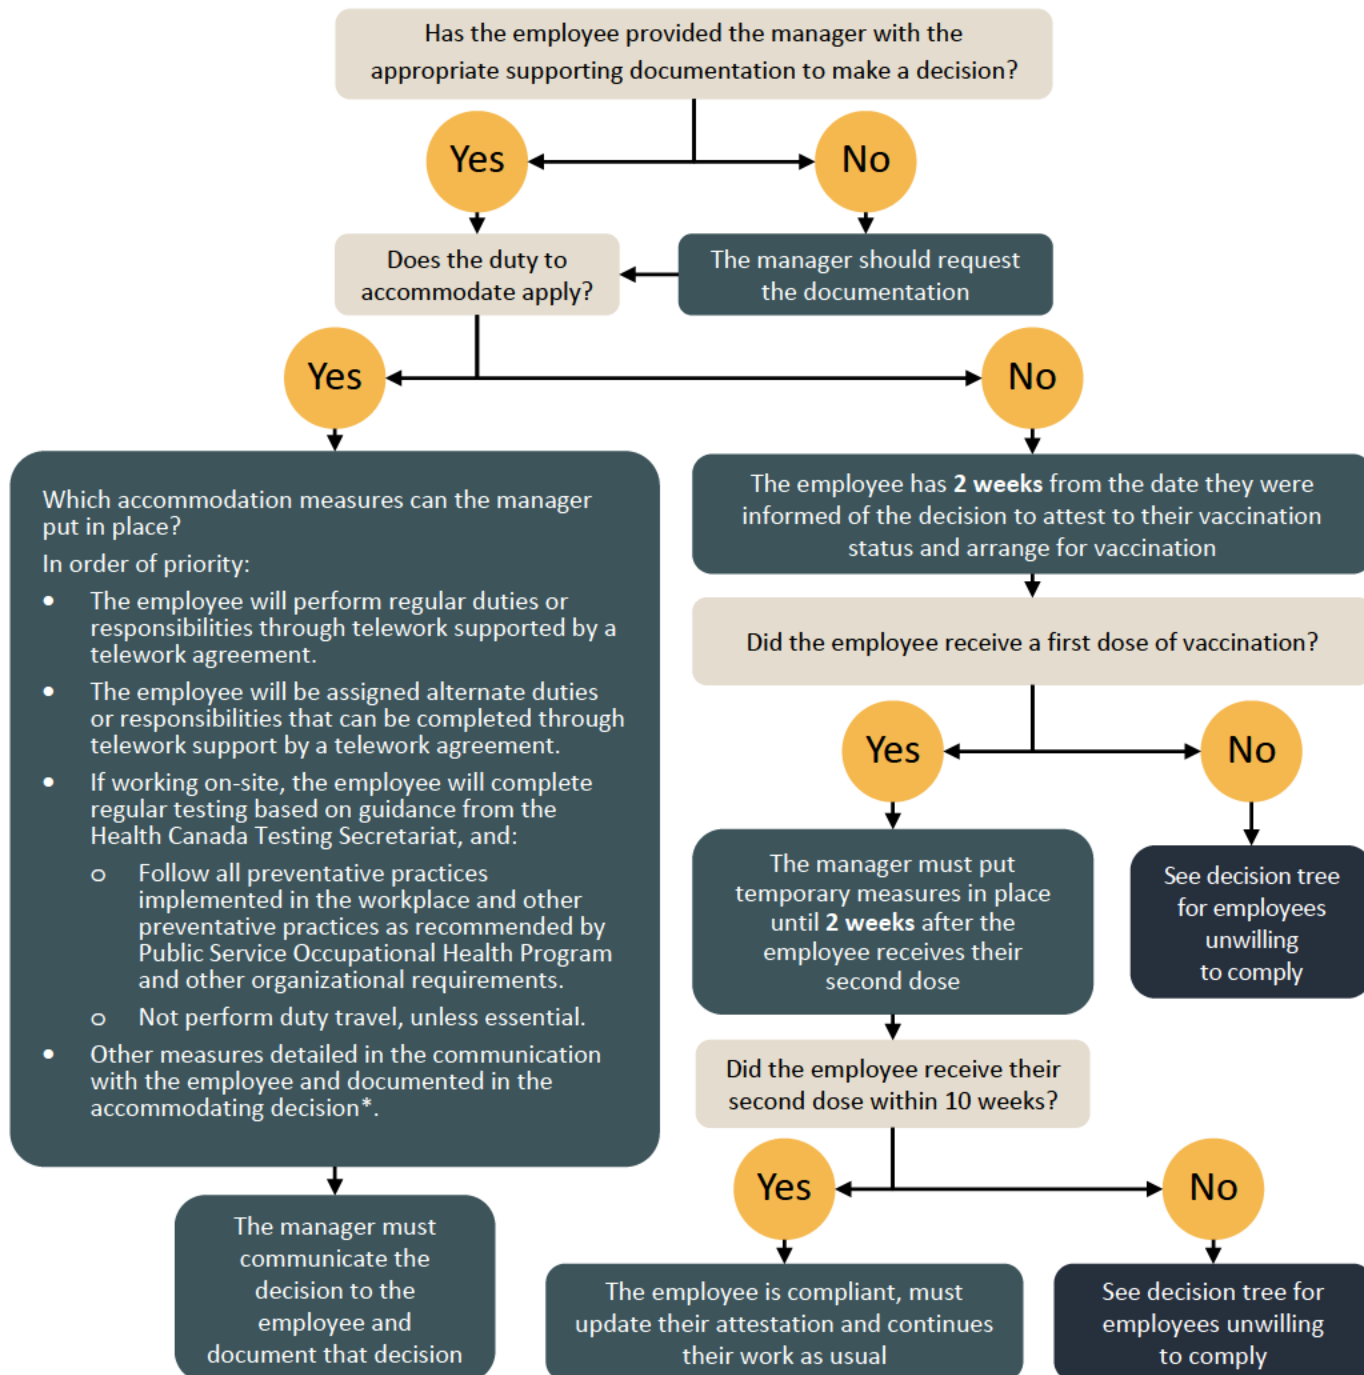 Has the employee provided the manager with the
appropriate supporting documentation to make a decision?
Yes
No
Does the duty to
accommodate apply?
The manager should request
the documentation
Yes
No
Which accommodation measures can the manager
put in place?
In order of priority:
• The employee will perform regular duties or
responsibilities through telework supported by a
telework agreement.
• The employee will be assigned alternate duties
or responsibilities that can be completed through
telework support by a telework agreement.
• If working on-site, the employee will complete
regular testing based on guidance from the
Health Canada Testing Secretariat, and:
o Follow all preventative practices
implemented in the workplace and other
preventative practices as recommended by
Public Service Occupational Health Program
and other organizational requirements.
o Not perform duty travel, unless essential.
• Other measures detailed in the communication
with the employee and documented in the
accommodating decision*.
The manager must
communicate the
decision to the
employee and
document that decision
The employee has 2 weeks from the date they were
informed of the decision to attest to their vaccination
status and arrange for vaccination
Did the employee receive a first dose of vaccination?
Yes
No
The manager must put
temporary measures in place
until 2 weeks after the
employee receives their
second dose
See decision tree
for employees
unwilling
to comply
Did the employee receive their
second dose within 10 weeks?
Yes
No
The employee is compliant, must
update their attestation and continues
their work as usual
See decision tree for
employees unwilling
to comply